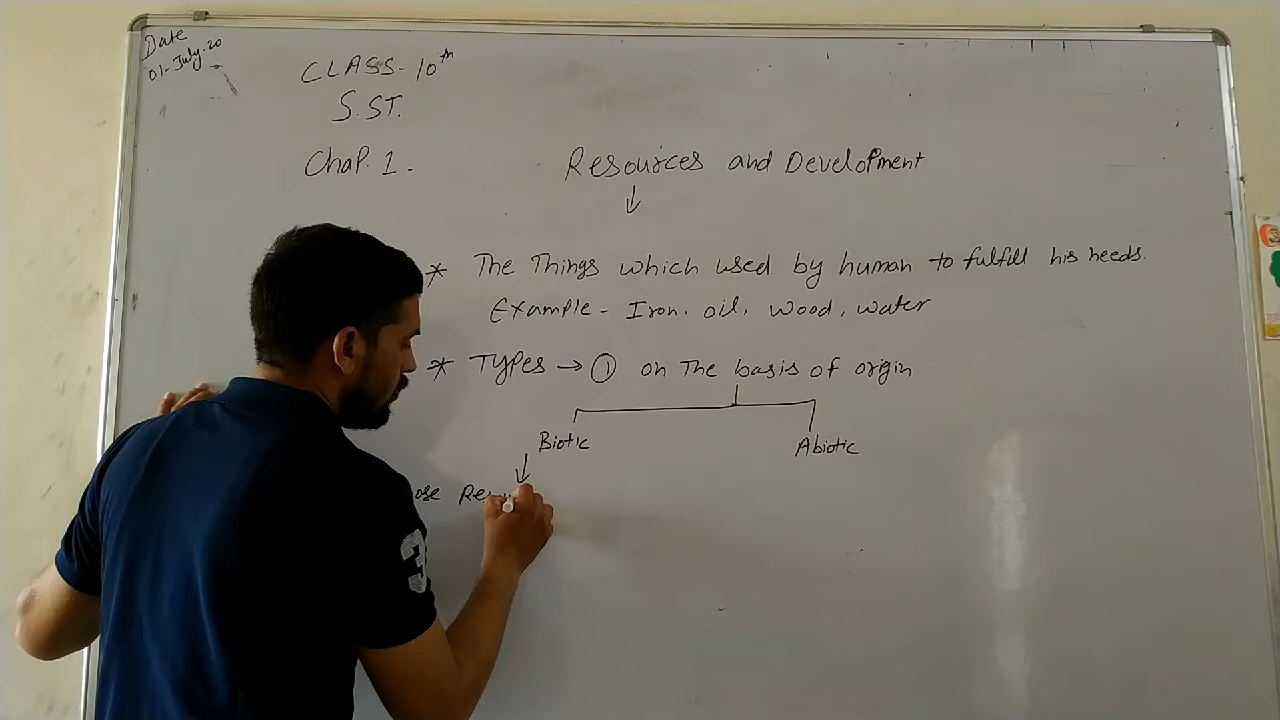 Date
01-July-20
CLASS-10th
S.ST.
Chap. 1.
Resources and Development
* The Things which used by human to fulfill his needs.
Example - Iron, oil, Wood, water
* Types → ① on The basis of origin
Biotic
Abiotic
3